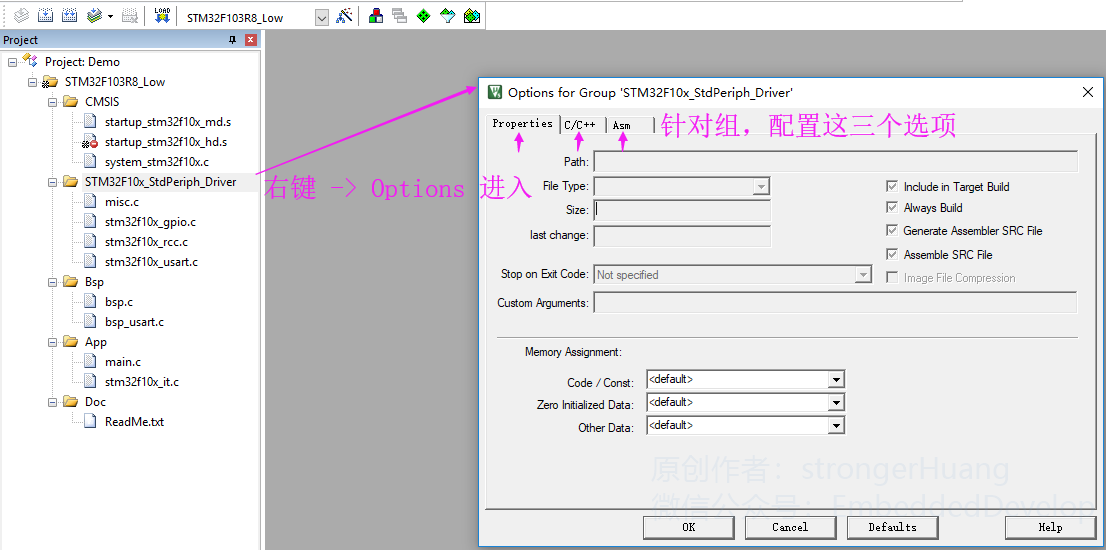 LOAD
STM32F103R8_Low
Project
Project: Demo
STM32F103R8_Low
CMSIS
startup_stm32f10x_md.s
startup_stm32f10x_hd.s
system_stm32f10x.c
STM32F10x_StdPeriph_Driver
misc.c
stm32f10x_gpio.c
stm32f10x_rcc.c
stm32f10x_usart.c
Bsp
bsp.c
bsp_usart.c
App
main.c
stm32f10x_it.c
Doc
ReadMe.txt
右键 -> Options 进入
Options for Group 'STM32F10x_StdPeriph_Driver'
Properties C/C++ Asm
针对组，配置这三个选项
Path:
File Type:
Size:
last change:
Stop on Exit Code: Not specified
Custom Arguments:
Include in Target Build
Always Build
Generate Assembler SRC File
Assemble SRC File
Image File Compression
Memory Assignment:
Code / Const: <default>
Zero Initialized Data: <default>
Other Data: <default>
原创作者：strongerHuang
微信公众号：EmbeddedDevelop
OK Cancel Defaults Help